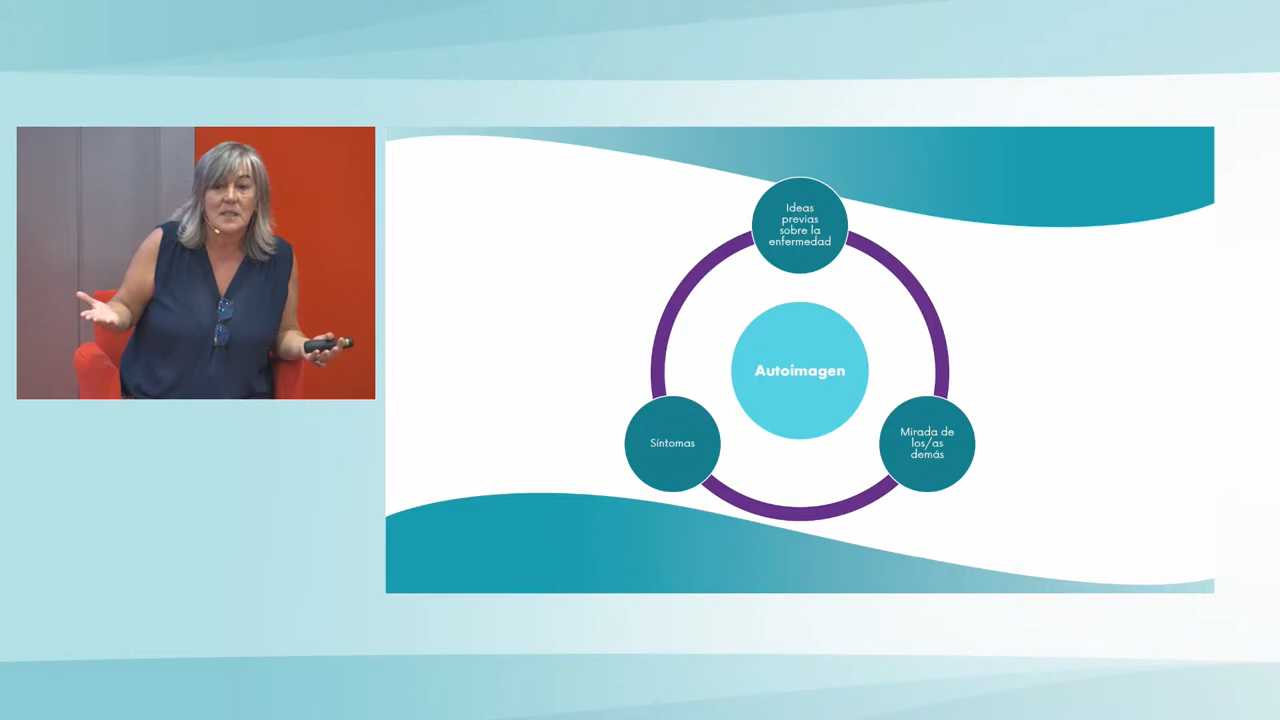 Ideas
previas
sobre la
enfermedad
Autoimagen
Síntomas
Mirada de
los/as
demás